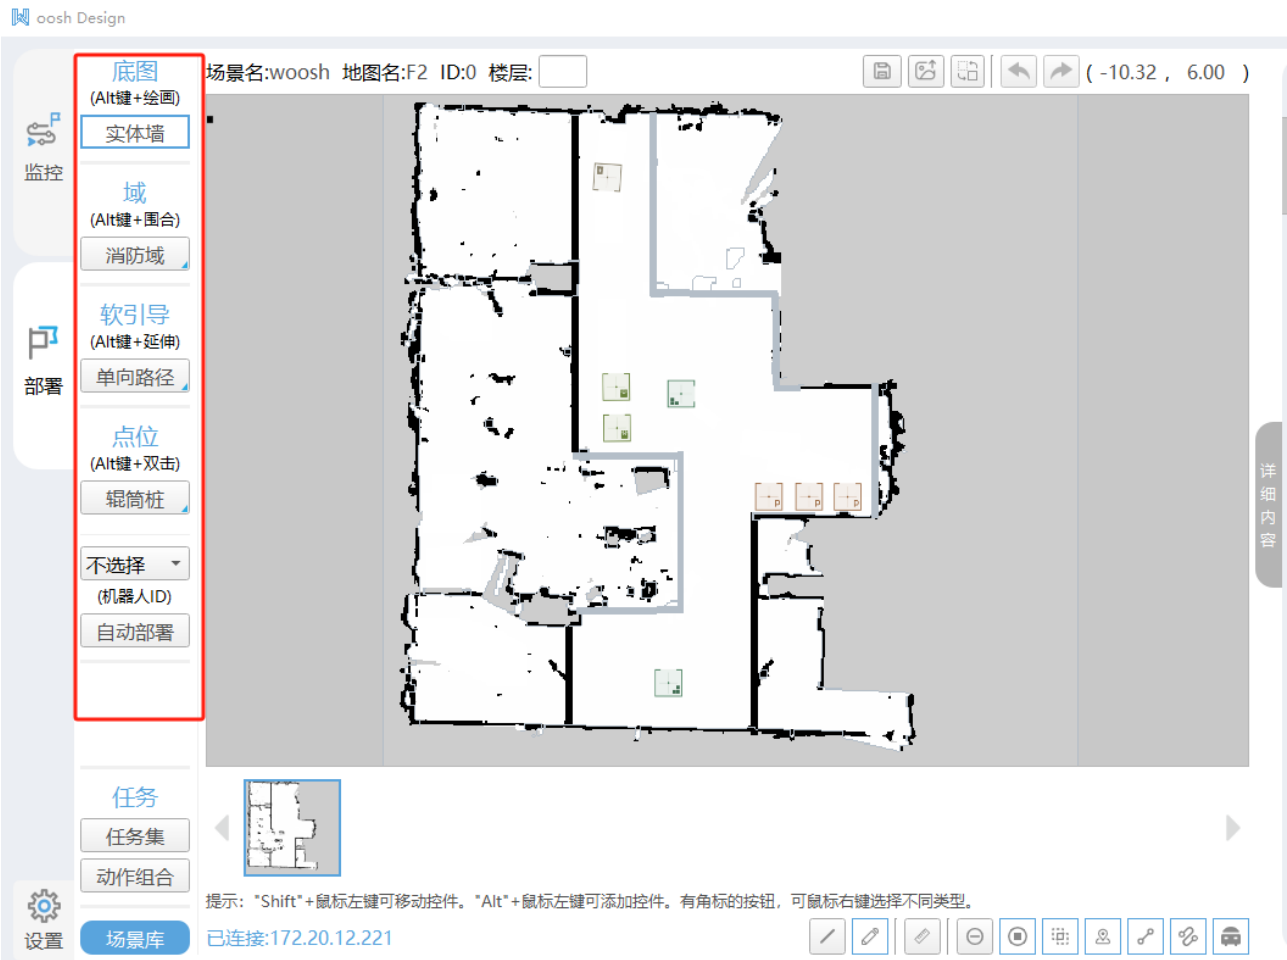 oosh Design
场景名:woosh 地图名:F2 ID:0 楼层:
( -10.32 , 6.00 )
监控
部署
设置
底图
(Alt键+绘画)
实体墙
域
(Alt键+围合)
消防域
软引导
(Alt键+延伸)
单向路径
点位
(Alt键+双击)
辊筒桩
不选择
(机器人ID)
自动部署
任务
任务集
动作组合
场景库
P
P
P
详细内容
提示："Shift"+鼠标左键可移动控件。"Alt"+鼠标左键可添加控件。有角标的按钮，可鼠标右键选择不同类型。
已连接:172.20.12.221